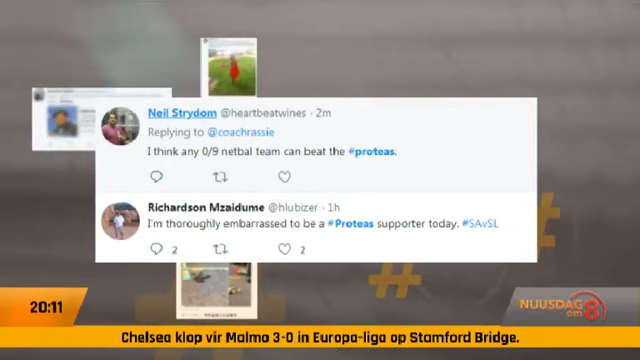 Neil Strydom @heartbeatwines · 2m
Replying to @coachrassie
I think any 0/9 netbal team can beat the #proteas.
Richardson Mzaidume @hlubizer · 1h
I'm thoroughly embarrassed to be a #Proteas supporter today. #SAvSL
2
2
#
#
20:11
NUUSDAG
om 8
Chelsea klop vir Malmo 3-0 in Europa-liga op Stamford Bridge.